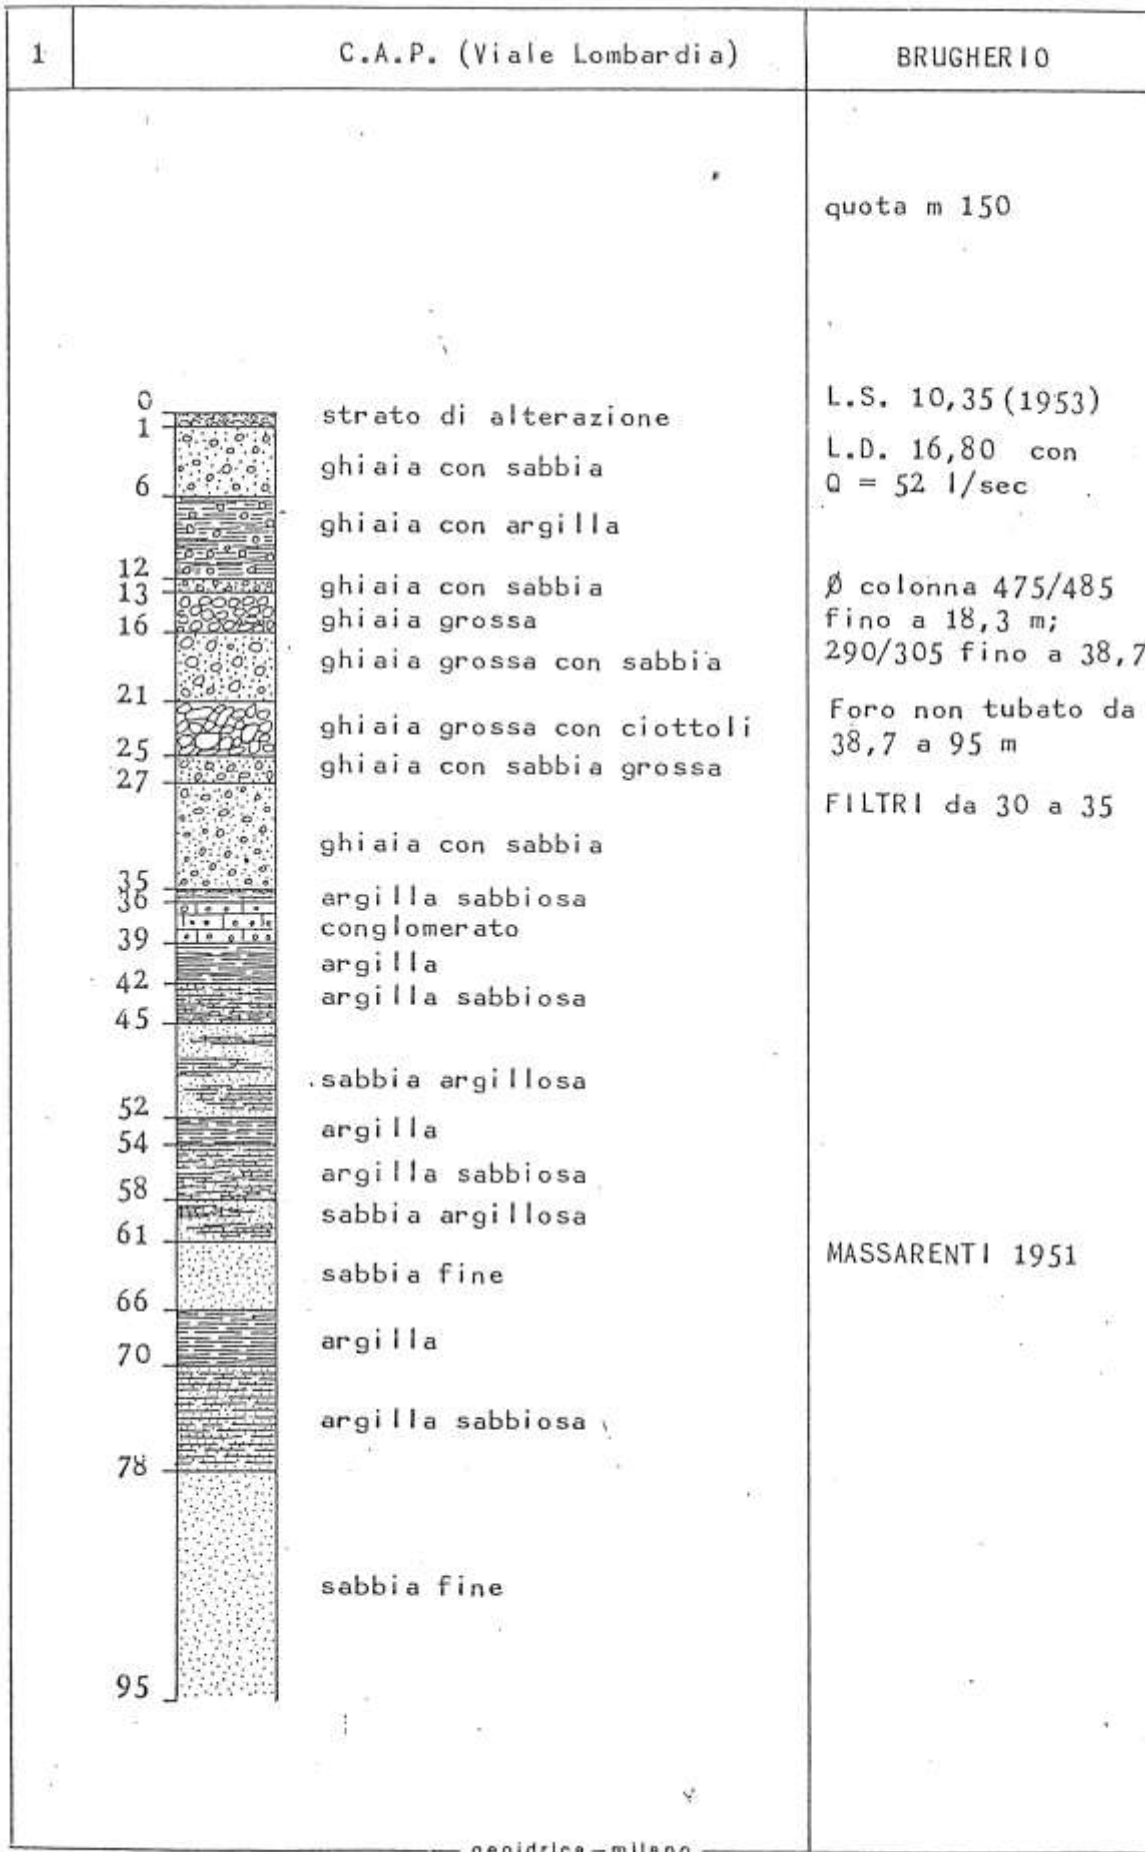 1
C.A.P. (Viale Lombardia)
BRUGHERIO
quota m 150
L.S. 10,35 (1953)
L.D. 16,80 con
Q = 52 l/sec
Ø colonna 475/485
fino a 18,3 m;
290/305 fino a 38,7
Foro non tubato da
38,7 a 95 m
FILTRI da 30 a 35
MASSARENTI 1951
0
strato di alterazione
1
ghiaia con sabbia
6
ghiaia con argilla
12
ghiaia con sabbia
13
ghiaia grossa
16
ghiaia grossa con sabbia
21
ghiaia grossa con ciottoli
25
ghiaia con sabbia grossa
27
ghiaia con sabbia
35
argilla sabbiosa
36
conglomerato
39
argilla
42
argilla sabbiosa
45
sabbia argillosa
52
argilla
54
argilla sabbiosa
58
sabbia argillosa
61
sabbia fine
66
argilla
70
argilla sabbiosa
78
sabbia fine
95
geoidrica - milano